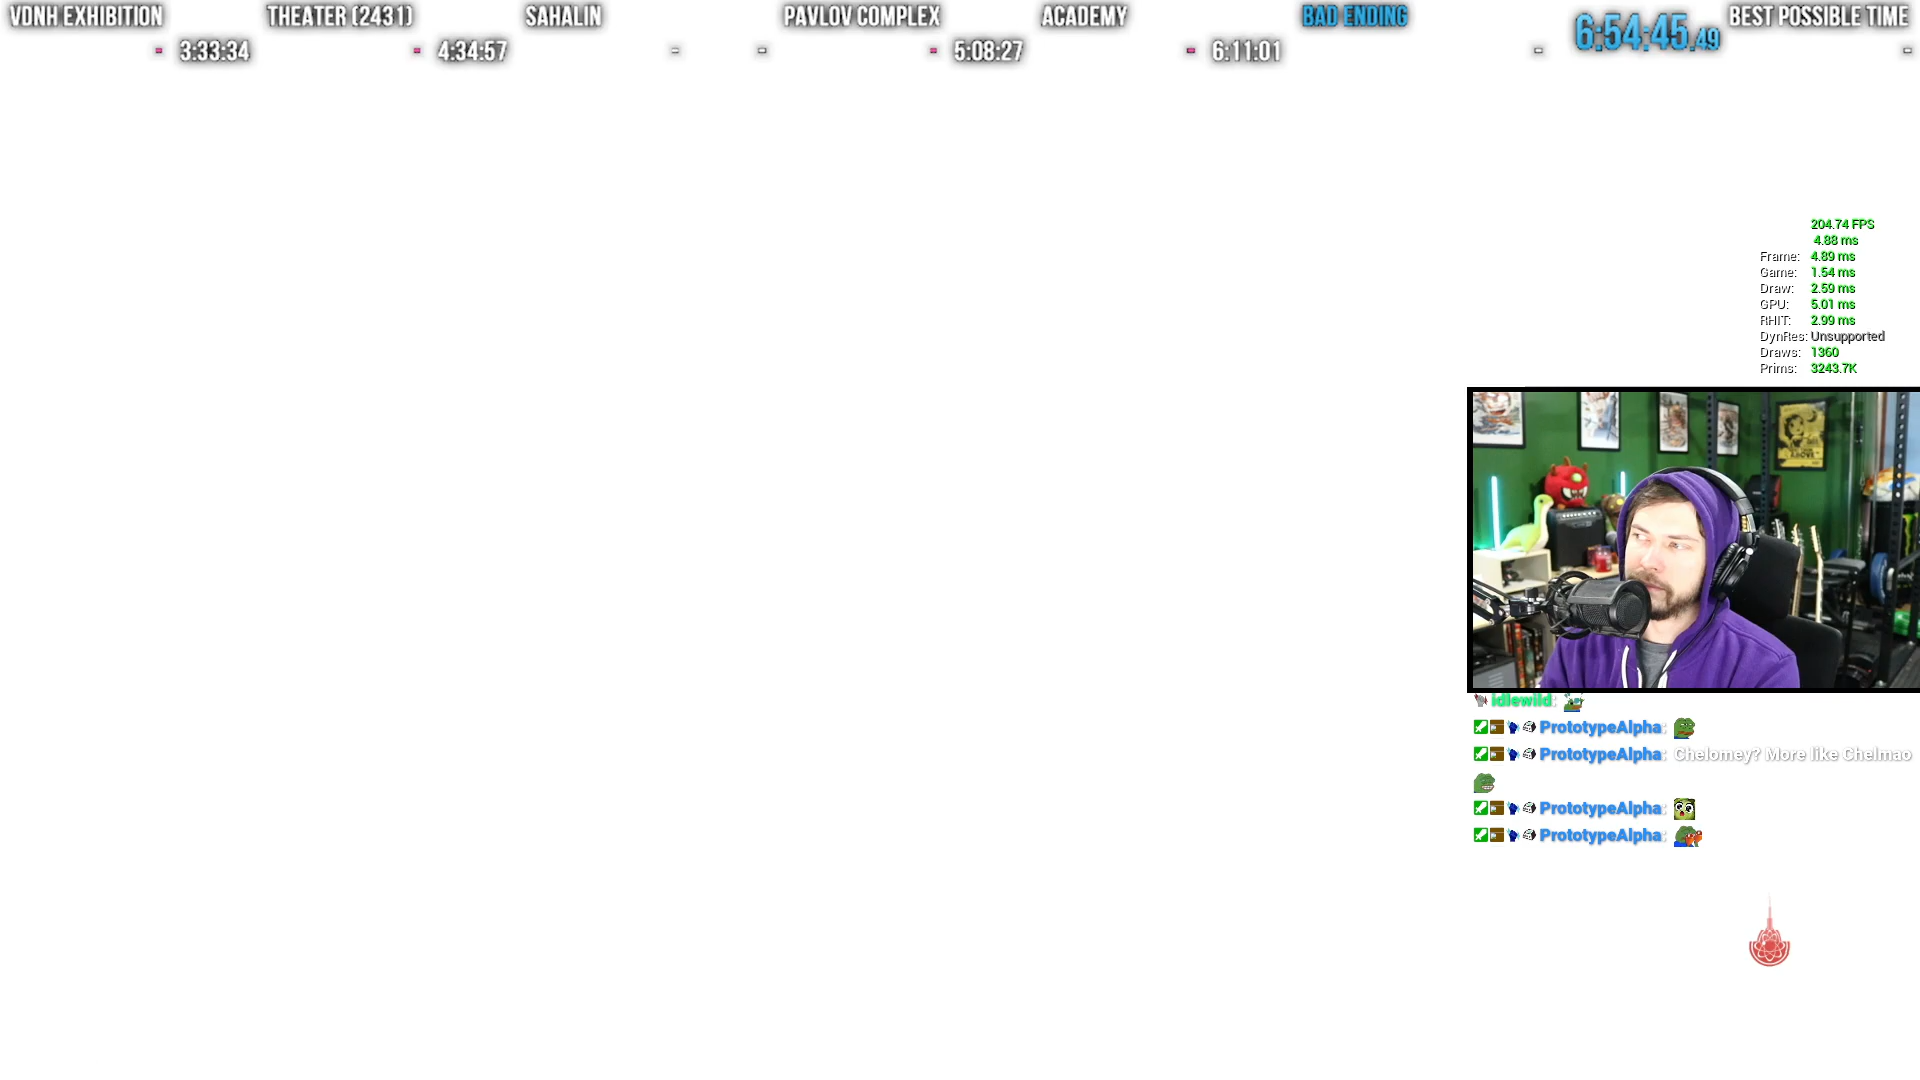 VDNH EXHIBITION
THEATER (2431)
SAHALIN
PAVLOV COMPLEX
ACADEMY
BAD ENDING
6:54:45.49
BEST POSSIBLE TIME
- 3:33:34
- 4:34:57
-
-
- 5:08:27
- 6:11:01
-
-
204.74 FPS
4.88 ms
Frame: 4.89 ms
Game: 1.54 ms
Draw: 2.59 ms
GPU: 5.01 ms
RHIT: 2.99 ms
DynRes: Unsupported
Draws: 1360
Prims: 3243.7K
idlewild:
PrototypeAlpha:
PrototypeAlpha: Chelomey? More like Chelmao
PrototypeAlpha:
PrototypeAlpha: